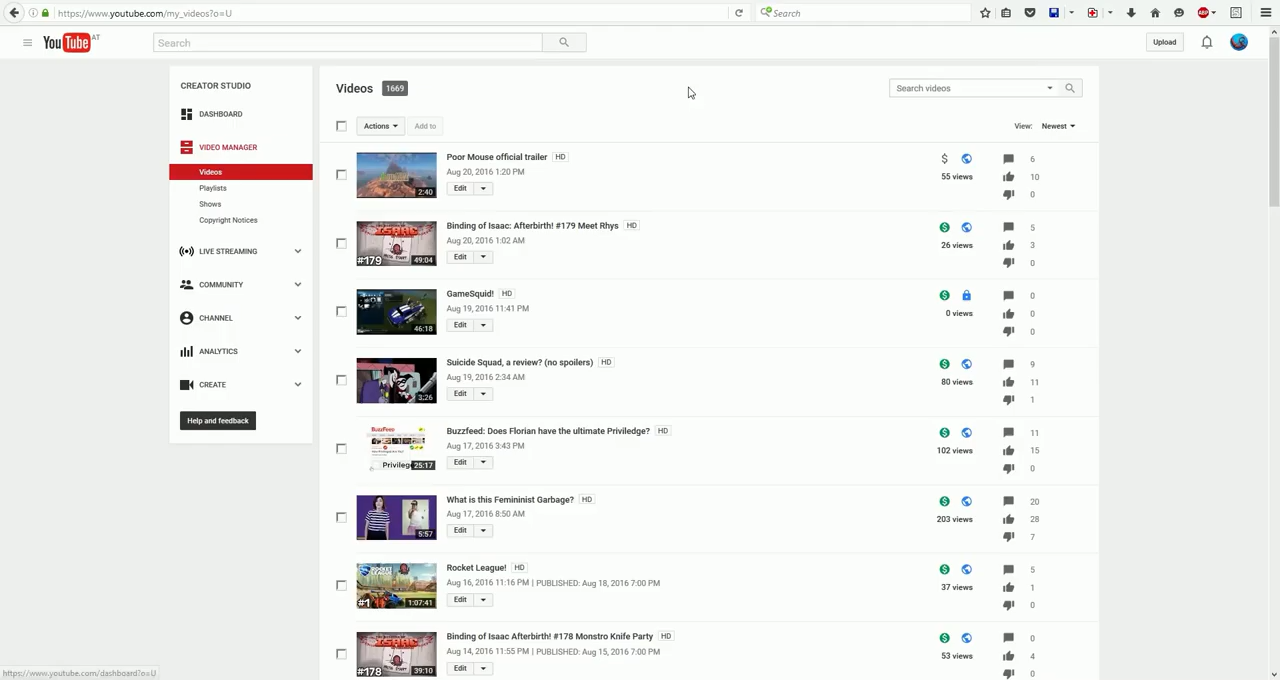 https://www.youtube.com/my_videos?o=U
Search
YouTube AT
Search
Upload
CREATOR STUDIO
DASHBOARD
VIDEO MANAGER
Videos
Playlists
Shows
Copyright Notices
LIVE STREAMING
COMMUNITY
CHANNEL
ANALYTICS
CREATE
Help and feedback
Videos 1669
Search videos
Actions Add to
View: Newest
Poor Mouse official trailer HD
Aug 20, 2016 1:20 PM
Edit
2:40
55 views
6
10
0
Binding of Isaac: Afterbirth! #179 Meet Rhys HD
Aug 20, 2016 1:02 AM
Edit
ISAAC
#179 49:04
26 views
5
3
0
GameSquid! HD
Aug 19, 2016 11:41 PM
Edit
46:18
0 views
0
0
0
Suicide Squad, a review? (no spoilers) HD
Aug 19, 2016 2:34 AM
Edit
3:26
80 views
9
11
1
Buzzfeed: Does Florian have the ultimate Priviledge? HD
Aug 17, 2016 3:43 PM
Edit
BuzzFeed
Privileg 25:17
102 views
11
15
0
What is this Femininist Garbage? HD
Aug 17, 2016 8:50 AM
Edit
5:57
203 views
20
28
7
Rocket League! HD
Aug 16, 2016 11:16 PM | PUBLISHED: Aug 18, 2016 7:00 PM
Edit
ROCKET LEAGUE
#1 1:07:41
37 views
5
1
0
Binding of Isaac Afterbirth! #178 Monstro Knife Party HD
Aug 14, 2016 11:55 PM | PUBLISHED: Aug 15, 2016 7:00 PM
Edit
ISAAC
#178 39:10
53 views
0
4
0
https://www.youtube.com/dashboard?o=U